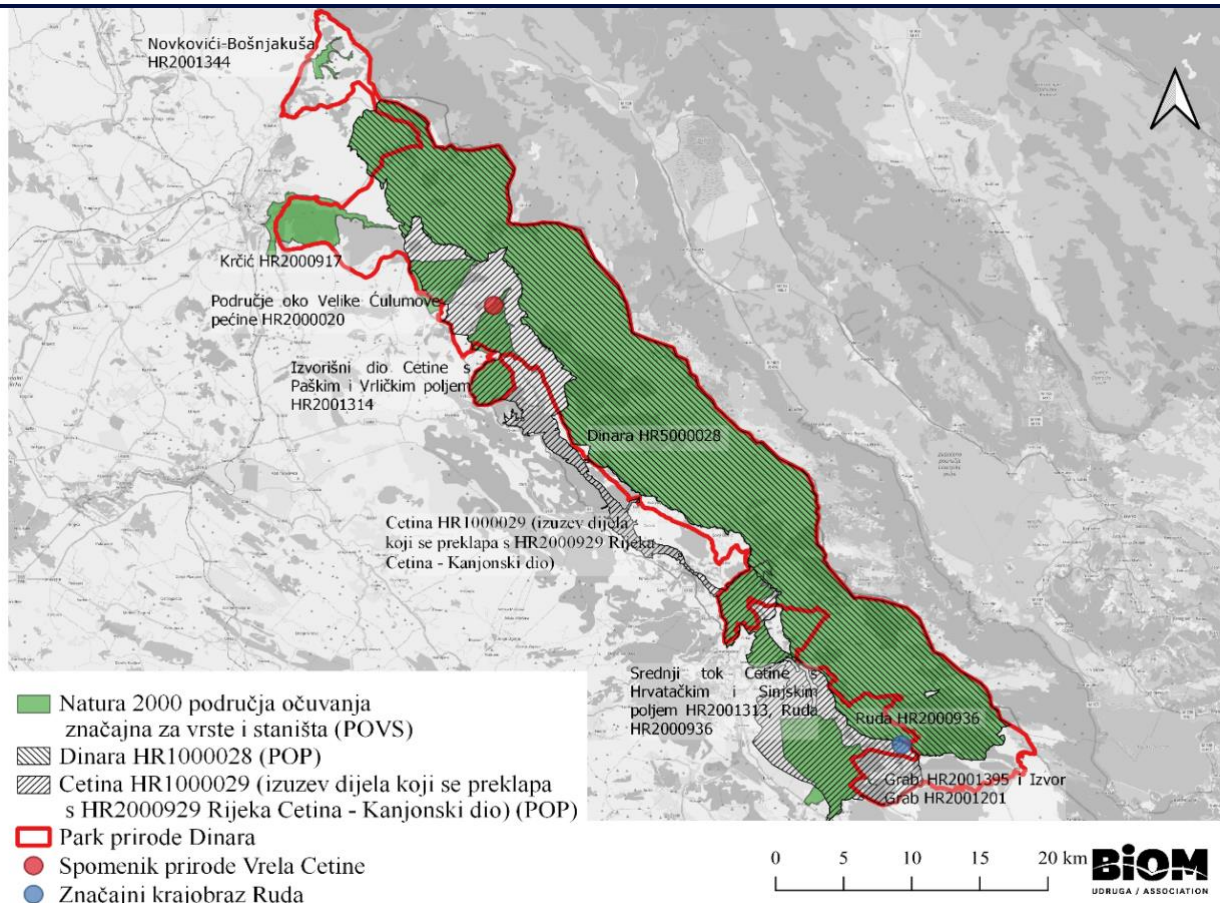 Novkovići-Bošnjakuša
HR2001344
Krčić HR2000917
Područje oko Velike Ćulumove
pećine HR2000020
Izvorišni dio Cetine s
Paškim i Vrličkim poljem
HR2001314
Dinara HR5000028
Cetina HR1000029 (izuzev dijela
koji se preklapa s HR2000929 Rijeka
Cetina - Kanjonski dio)
Srednji tok Cetine s
Hrvatačkim i Sinjskim
poljem HR2001313, Ruda
HR2000936
Ruda HR2000936
Grab HR2001395 i Izvor
Grab HR2001201
Natura 2000 područja očuvanja
značajna za vrste i staništa (POVS)
Dinara HR1000028 (POP)
Cetina HR1000029 (izuzev dijela koji se preklapa
s HR2000929 Rijeka Cetina - Kanjonski dio) (POP)
Park prirode Dinara
Spomenik prirode Vrela Cetine
Značajni krajobraz Ruda
0 5 10 15 20 km
BiOM
UDRUGA / ASSOCIATION